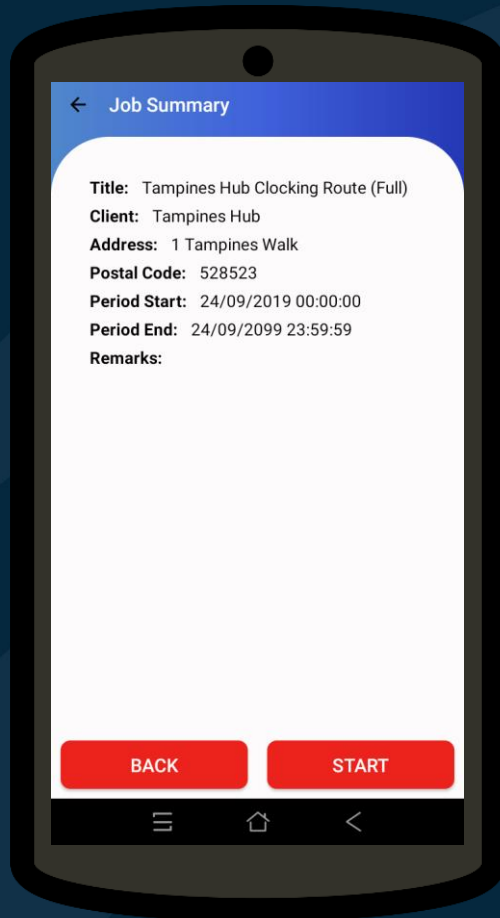 Job Summary
Title: Tampines Hub Clocking Route (Full)
Client: Tampines Hub
Address: 1 Tampines Walk
Postal Code: 528523
Period Start: 24/09/2019 00:00:00
Period End: 24/09/2099 23:59:59
Remarks:
BACK START